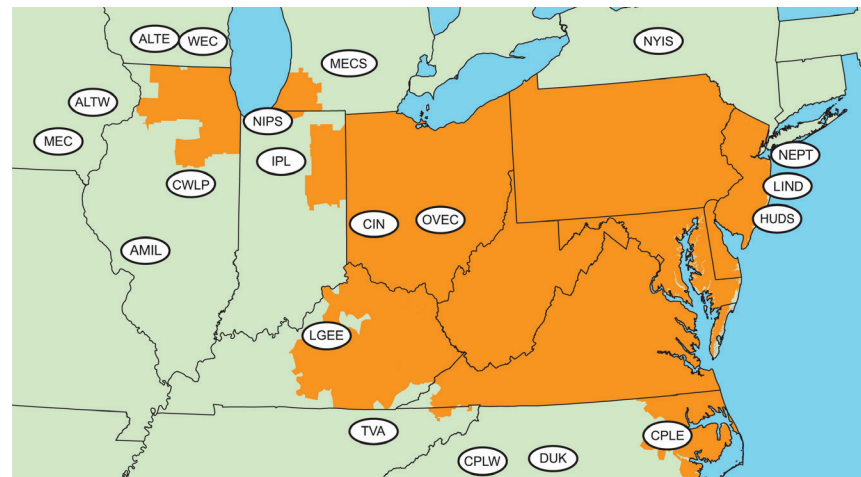 ALTE
WEC
NYIS
MECS
ALTW
NIPS
MEC
IPL
NEPT
CWLP
LIND
CIN
OVEC
HUDS
AMIL
LGEE
TVA
CPLE
CPLW
DUK